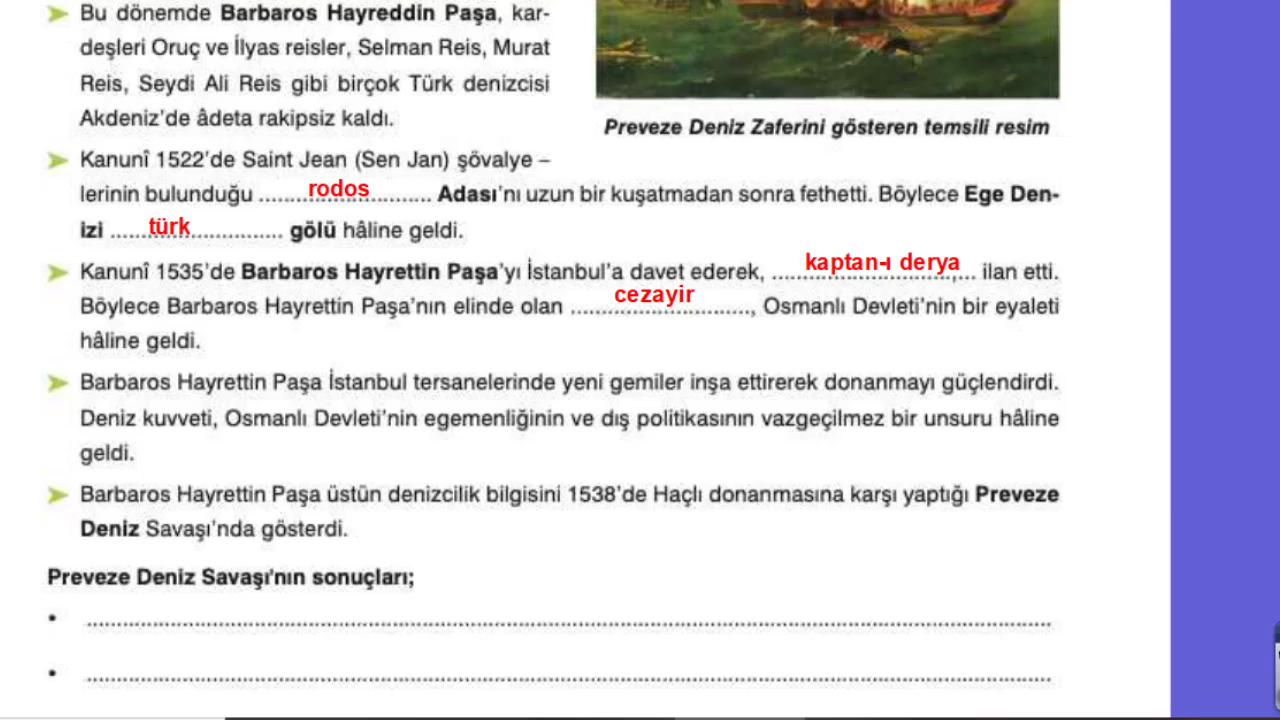 Bu dönemde Barbaros Hayreddin Paşa, kar-
deşleri Oruç ve İlyas reisler, Selman Reis, Murat
Reis, Seydi Ali Reis gibi birçok Türk denizcisi
Akdeniz'de âdeta rakipsiz kaldı.
Preveze Deniz Zaferini gösteren temsili resim
Kanunî 1522'de Saint Jean (Sen Jan) şövalye –
lerinin bulunduğu ....rodos.... Adası'nı uzun bir kuşatmadan sonra fethetti. Böylece Ege Den-
izi ....türk.... gölü hâline geldi.
Kanunî 1535'de Barbaros Hayrettin Paşa'yı İstanbul'a davet ederek, ....kaptan-ı derya.... ilan etti.
Böylece Barbaros Hayrettin Paşa'nın elinde olan ....cezayir...., Osmanlı Devleti'nin bir eyaleti
hâline geldi.
Barbaros Hayrettin Paşa İstanbul tersanelerinde yeni gemiler inşa ettirerek donanmayı güçlendirdi.
Deniz kuvveti, Osmanlı Devleti'nin egemenliğinin ve dış politikasının vazgeçilmez bir unsuru hâline
geldi.
Barbaros Hayrettin Paşa üstün denizcilik bilgisini 1538'de Haçlı donanmasına karşı yaptığı Preveze
Deniz Savaşı'nda gösterdi.
Preveze Deniz Savaşı'nın sonuçları;